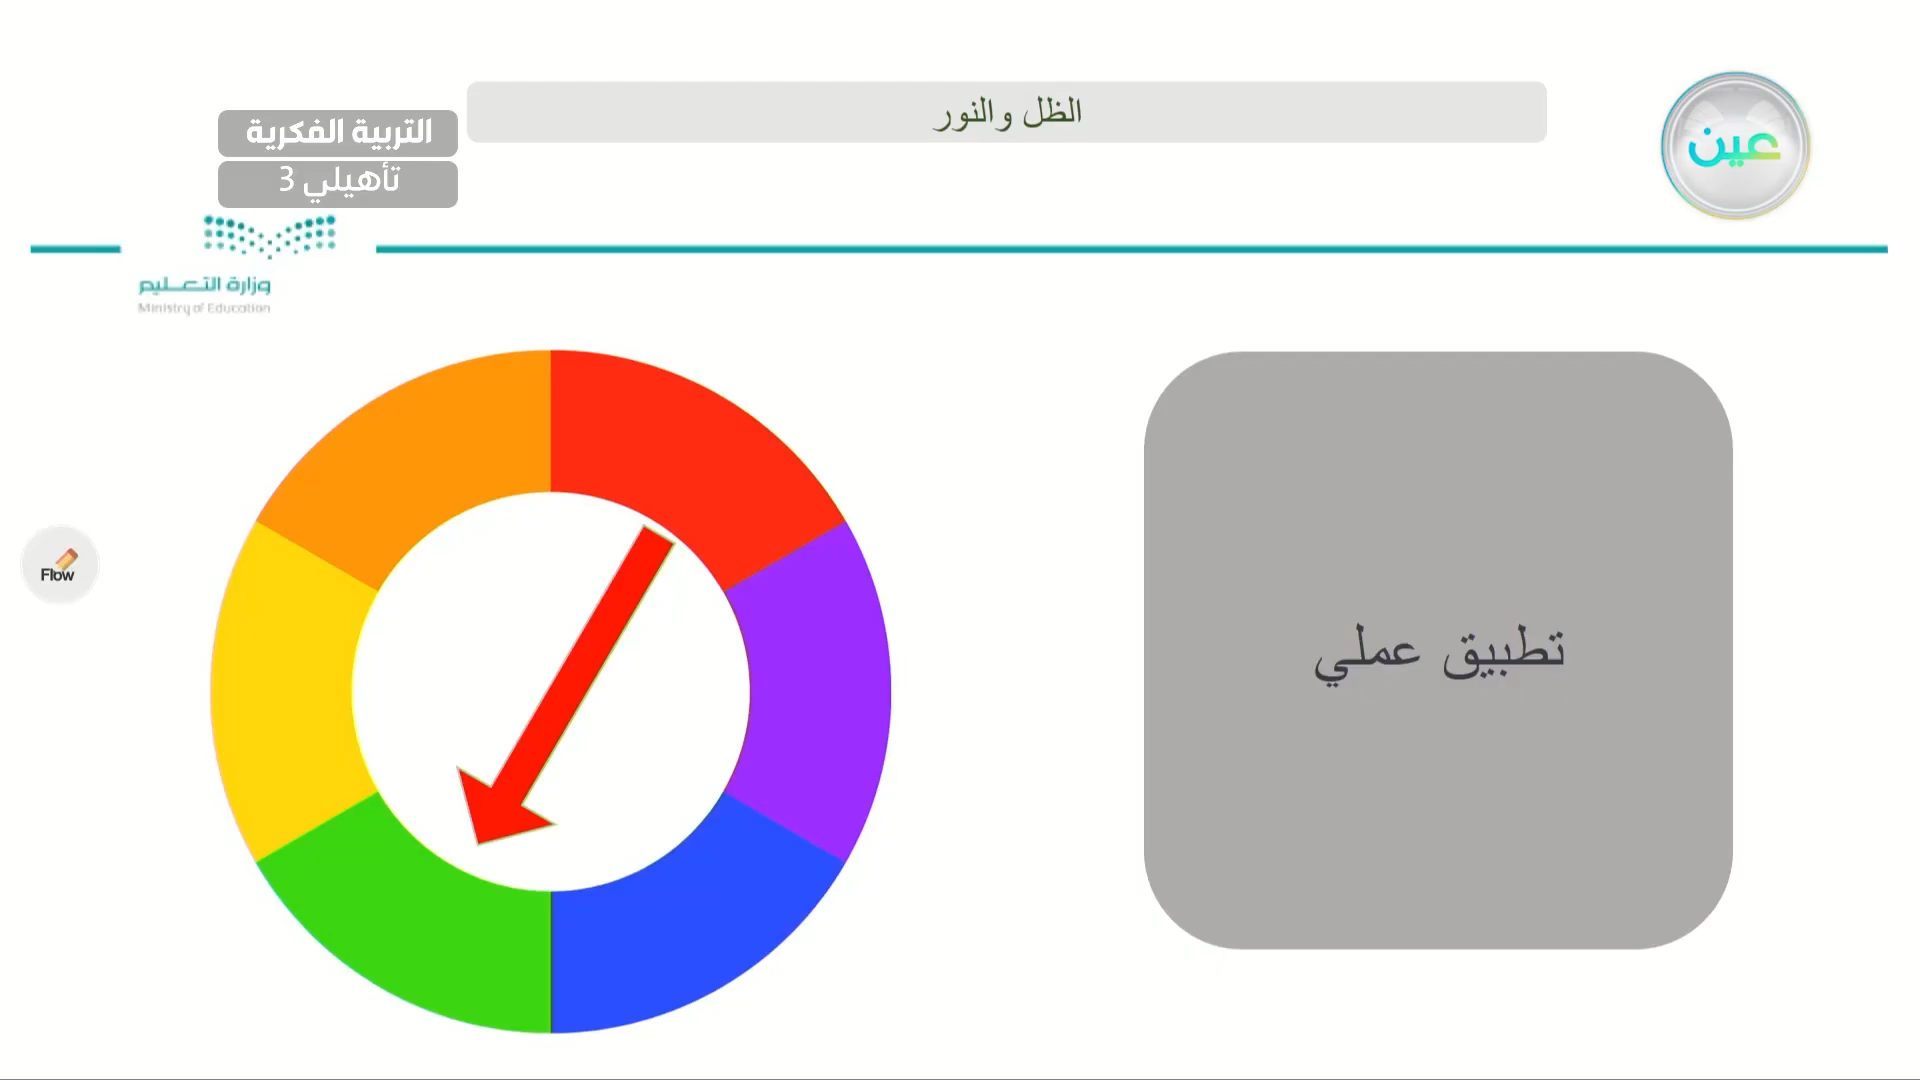 الظل والنور
التربية الفكرية
تأهيلي 3
عين
وزارة التعليم
Ministry of Education
Flow
تطبيق عملي